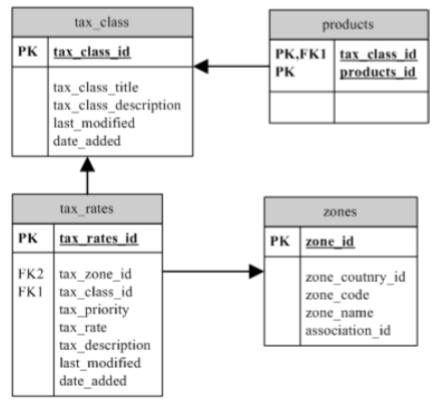 tax_class
PK tax_class_id
tax_class_title
tax_class_description
last_modified
date_added
products
PK,FK1 tax_class_id
PK products_id
tax_rates
PK tax_rates_id
FK2 tax_zone_id
FK1 tax_class_id
tax_priority
tax_rate
tax_description
last_modified
date_added
zones
PK zone_id
zone_coutnry_id
zone_code
zone_name
association_id